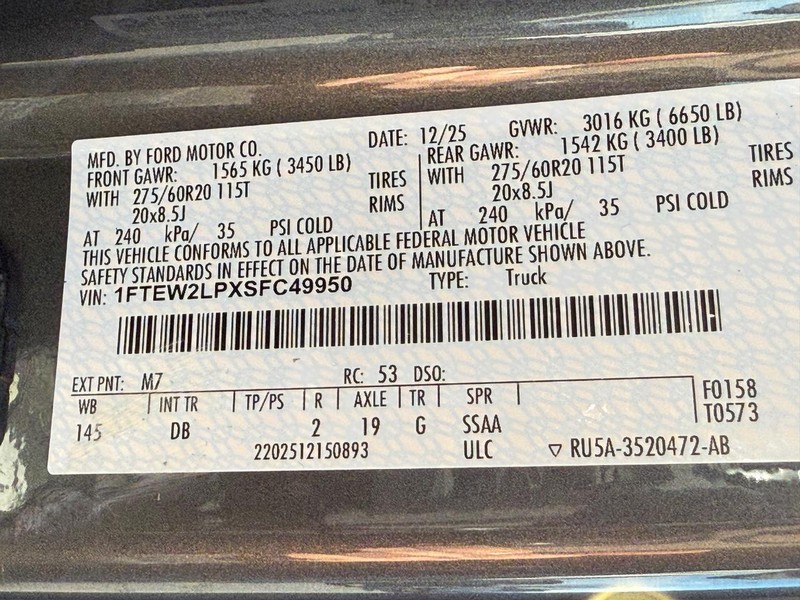 MFD. BY FORD MOTOR CO. DATE: 12/25 GVWR: 3016 KG ( 6650 LB)
FRONT GAWR: 1565 KG ( 3450 LB) REAR GAWR: 1542 KG ( 3400 LB)
WITH 275/60R20 115T TIRES WITH 275/60R20 115T TIRES
20x8.5J RIMS 20x8.5J RIMS
AT 240 kPa/ 35 PSI COLD AT 240 kPa/ 35 PSI COLD
THIS VEHICLE CONFORMS TO ALL APPLICABLE FEDERAL MOTOR VEHICLE
SAFETY STANDARDS IN EFFECT ON THE DATE OF MANUFACTURE SHOWN ABOVE.
VIN: 1FTEW2LPXSFC49950 TYPE: Truck
EXT PNT: M7 RC: 53 DSO:
WB INT TR TP/PS R AXLE TR SPR F0158
145 DB 2 19 G SSAA T0573
2202512150893 ULC ▽ RU5A-3520472-AB